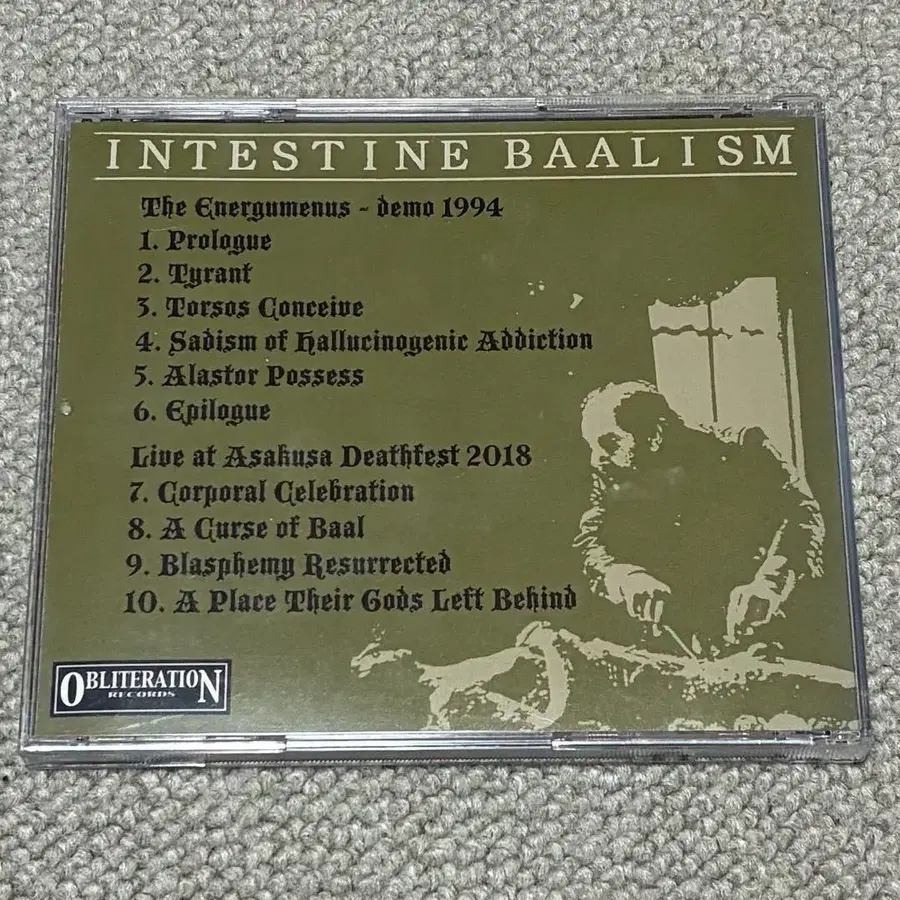 INTESTINE BAALISM
The Energumenus - demo 1994
1. Prologue
2. Tyrant
3. Torsos Conceive
4. Sadism of Hallucinogenic Addiction
5. Alastor Possess
6. Epilogue
Live at Asakusa Deathfest 2018
7. Corporal Celebration
8. A Curse of Baal
9. Blasphemy Resurrected
10. A Place Their Gods Left Behind
OBLITERATION
RECORDS